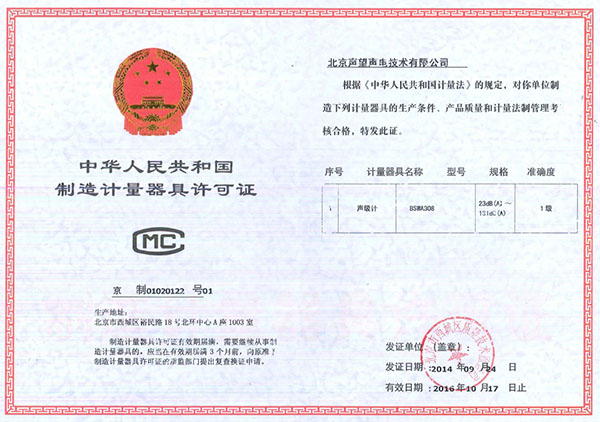 中华人民共和国
制造计量器具许可证
CMC
京 制01020122 号01
生产地址:
北京市西城区裕民路18号北环中心A座1003室
制造计量器具许可证有效期届满,需要继续从事制
造计量器具的,应当在有效期届满3个月前,向原准予
制造计量器具许可证的质监部门提出复查换证申请。
北京声望声电技术有限公司
根据《中华人民共和国计量法》的规定,对你单位制
造下列计量器具的生产条件、产品质量和计量法制管理考
核合格,特发此证。
序号 计量器具名称 型号 规格 准确度
1 声级计 BSWA308 23dB(A)~ 1级
131dB(A)
发证单位(盖章):
发证日期:2014年09月24日
有效日期:2016年10月17日止